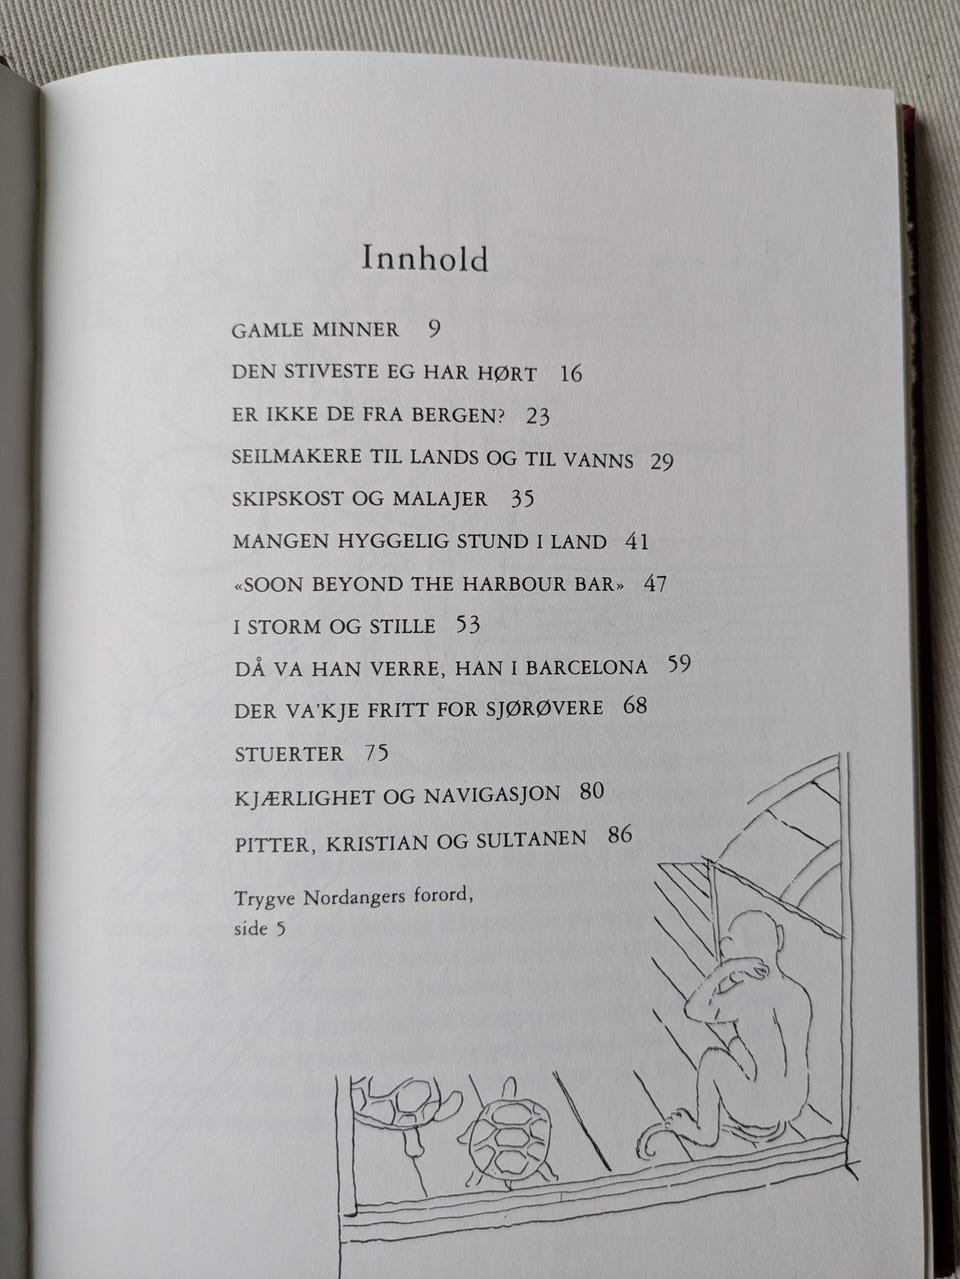 Innhold
GAMLE MINNER 9
DEN STIVESTE EG HAR HØRT 16
ER IKKE DE FRA BERGEN? 23
SEILMAKERE TIL LANDS OG TIL VANNS 29
SKIPSKOST OG MALAJER 35
MANGEN HYGGELIG STUND I LAND 41
«SOON BEYOND THE HARBOUR BAR» 47
I STORM OG STILLE 53
DÅ VA HAN VERRE, HAN I BARCELONA 59
DER VA'KJE FRITT FOR SJØRØVERE 68
STUERTER 75
KJÆRLIGHET OG NAVIGASJON 80
PITTER, KRISTIAN OG SULTANEN 86
Trygve Nordangers forord,
side 5